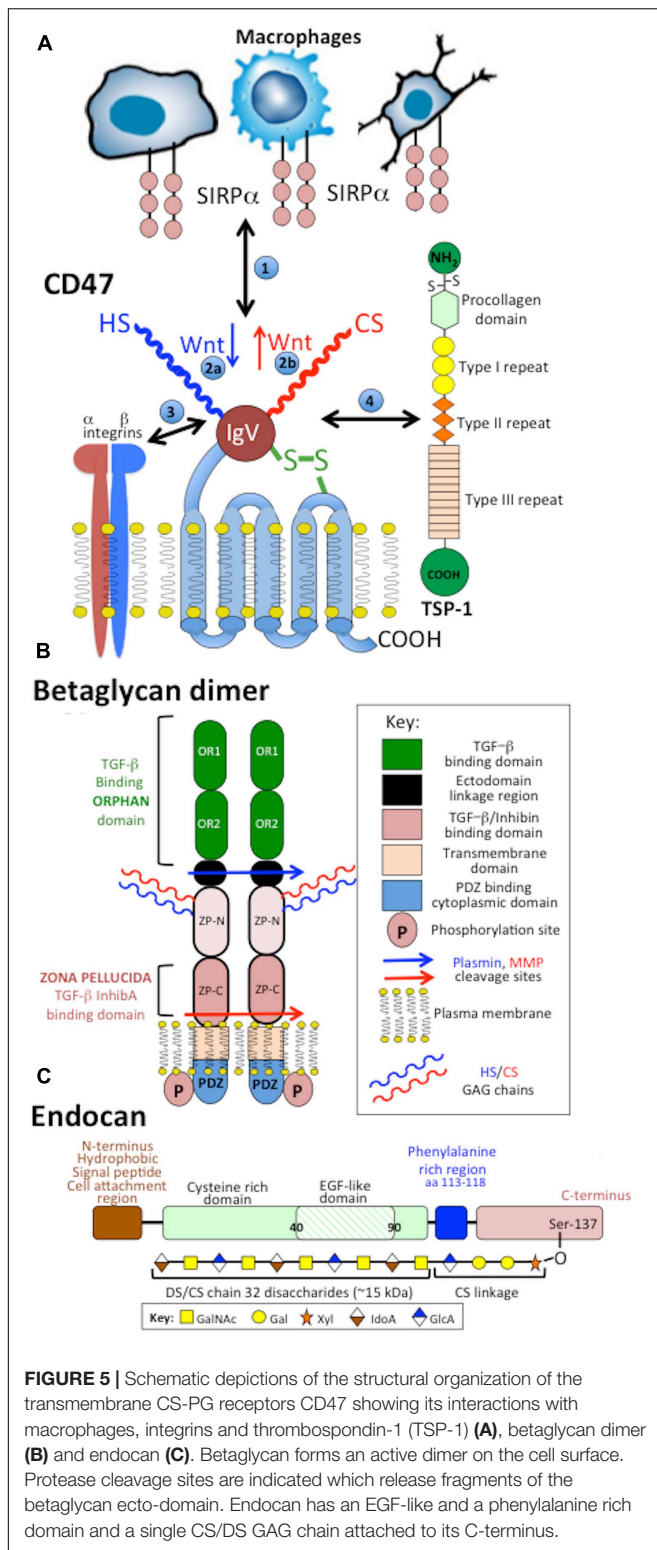 A
Macrophages
SIRPα
SIRPα
1
CD47
HS
Wnt
2a
Wnt
2b
CS
3
4
α β
integrins
IgV
S–S
COOH
NH2
S–S
Procollagen
domain
Type I repeat
Type II repeat
Type III repeat
COOH
TSP-1
B
Betaglycan dimer
TGF-β
Binding
ORPHAN
domain
OR1
OR1
OR2
OR2
ZP-N
ZP-N
ZONA PELLUCIDA
TGF-β InhibA
binding domain
ZP-C
ZP-C
P
PDZ
PDZ
P
Key:
TGF-β
binding domain
Ectodomain
linkage region
TGF-β/Inhibin
binding domain
Transmembrane
domain
PDZ binding
cytoplasmic domain
P
Phosphorylation site
Plasmin, MMP
cleavage sites
Plasma membrane
HS/CS
GAG chains
C
Endocan
N-terminus
Hydrophobic
Signal peptide
Cell attachment
region
Cysteine rich
domain
EGF-like
domain
40
90
Phenylalanine
rich region
aa 113-118
C-terminus
Ser-137
O
DS/CS chain 32 disaccharides (~15 kDa)
CS linkage
Key: GalNAc Gal Xyl IdoA GlcA
FIGURE 5 | Schematic depictions of the structural organization of the
transmembrane CS-PG receptors CD47 showing its interactions with
macrophages, integrins and thrombospondin-1 (TSP-1) (A), betaglycan dimer
(B) and endocan (C). Betaglycan forms an active dimer on the cell surface.
Protease cleavage sites are indicated which release fragments of the
betaglycan ecto-domain. Endocan has an EGF-like and a phenylalanine rich
domain and a single CS/DS GAG chain attached to its C-terminus.